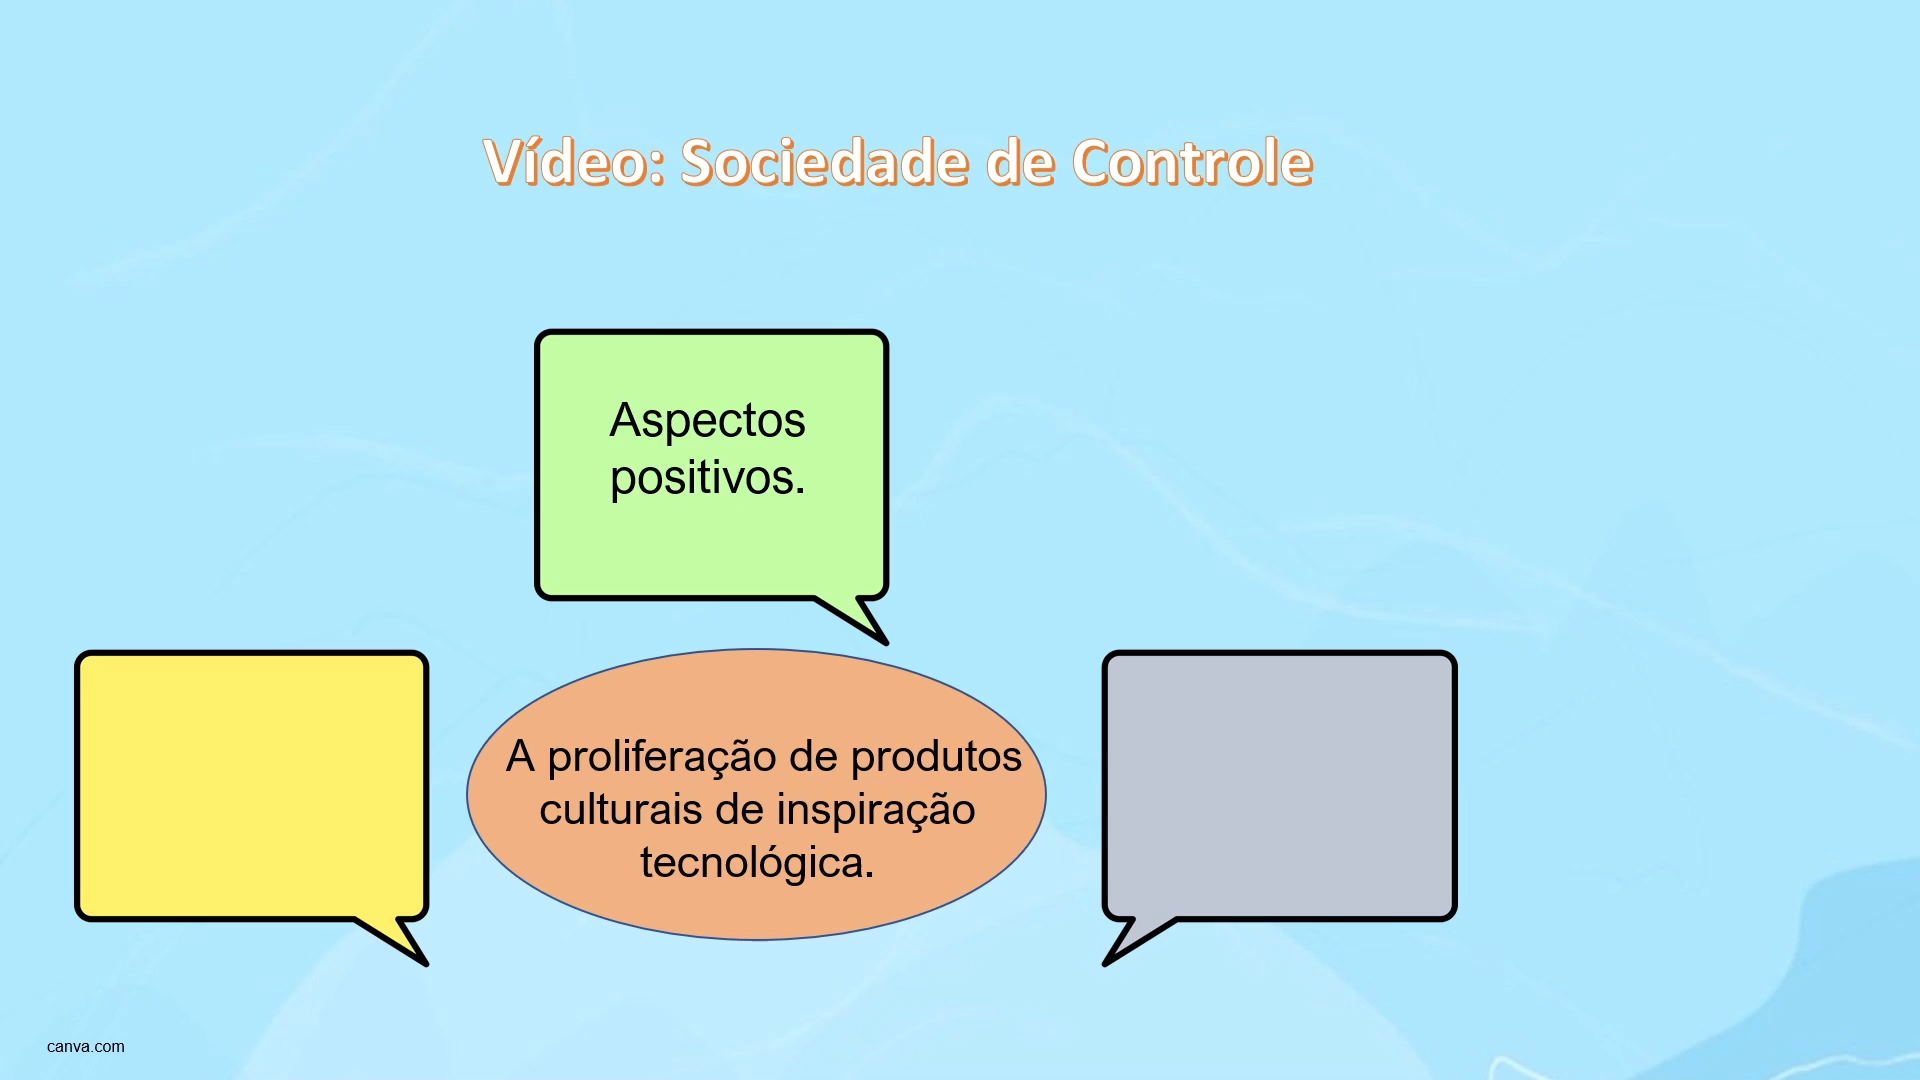 Vídeo: Sociedade de Controle
Aspectos
positivos.
A proliferação de produtos
culturais de inspiração
tecnológica.
canva.com